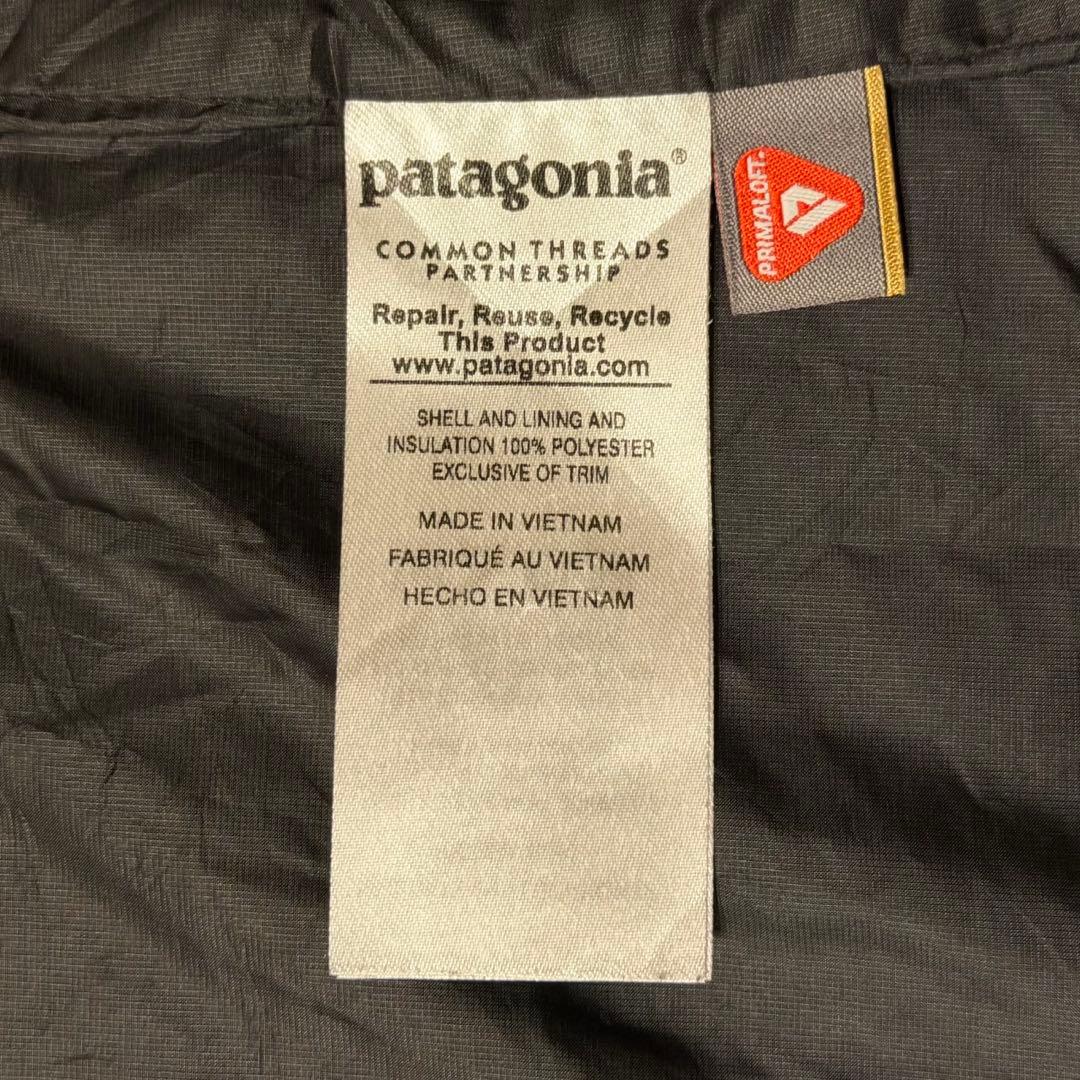 patagonia®
COMMON THREADS
PARTNERSHIP
Repair, Reuse, Recycle
This Product
www.patagonia.com
SHELL AND LINING AND
INSULATION 100% POLYESTER
EXCLUSIVE OF TRIM
MADE IN VIETNAM
FABRIQUÉ AU VIETNAM
HECHO EN VIETNAM
PRIMALOFT.